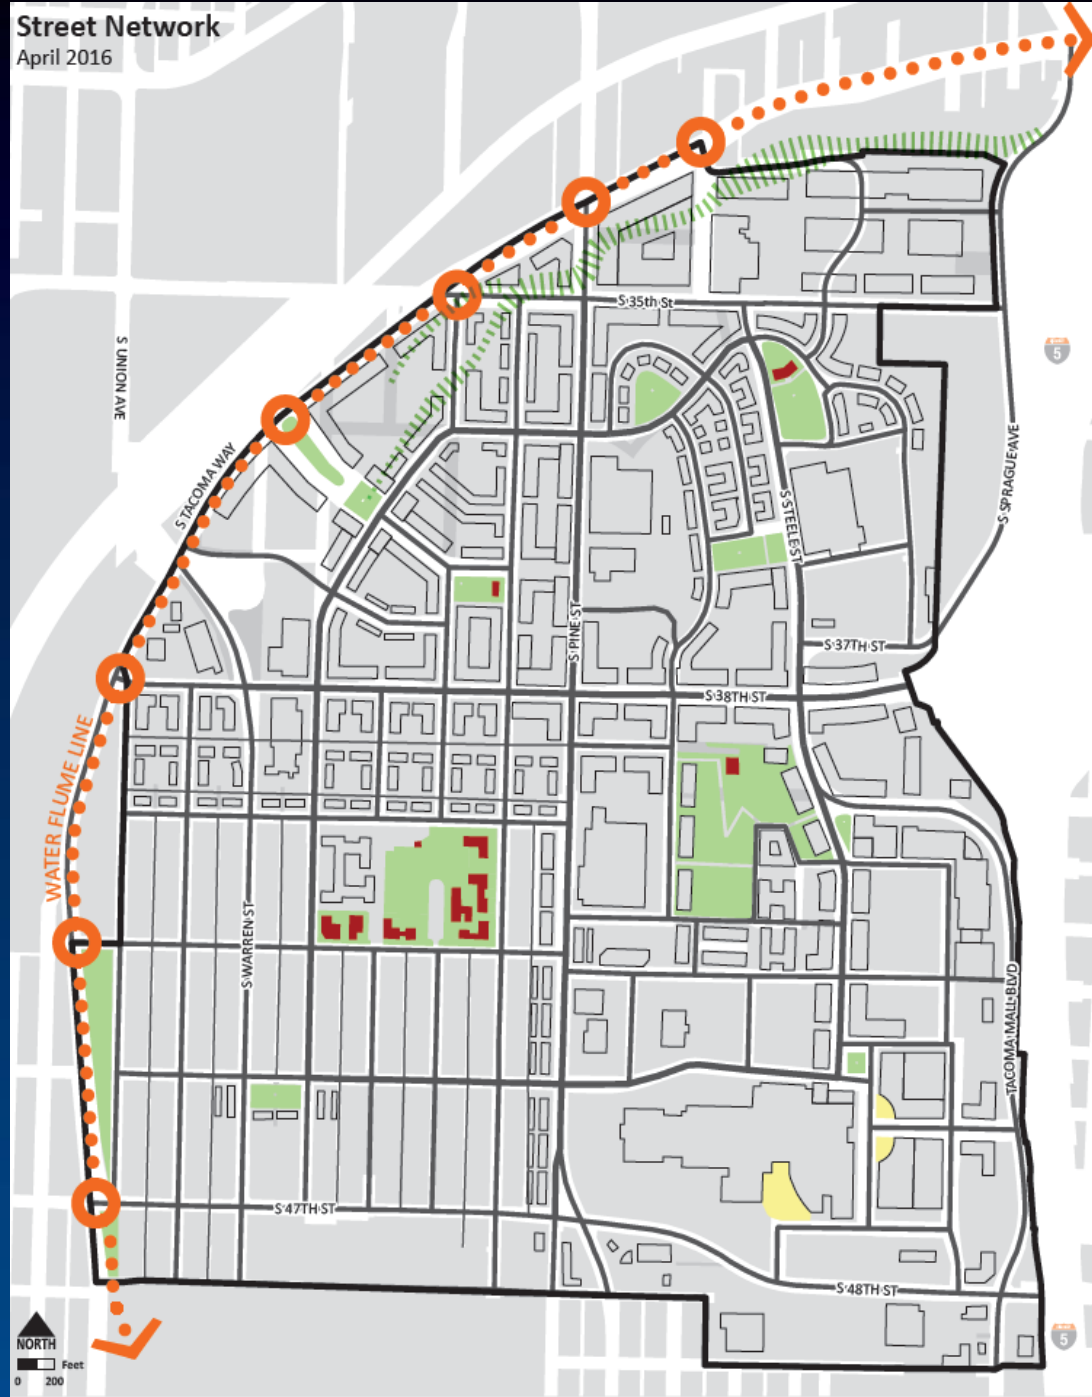 Street Network
April 2016
S 35th St
S UNION AVE
5
S TACOMA WAY
S SPRAGUE AVE
S STEELE ST
S PINE ST
S 37TH ST
S 38TH ST
WATER FLUME LINE
S WARREN ST
TACOMA MALL BLVD
S 47TH ST
S 48TH ST
NORTH
Feet
0 200
5